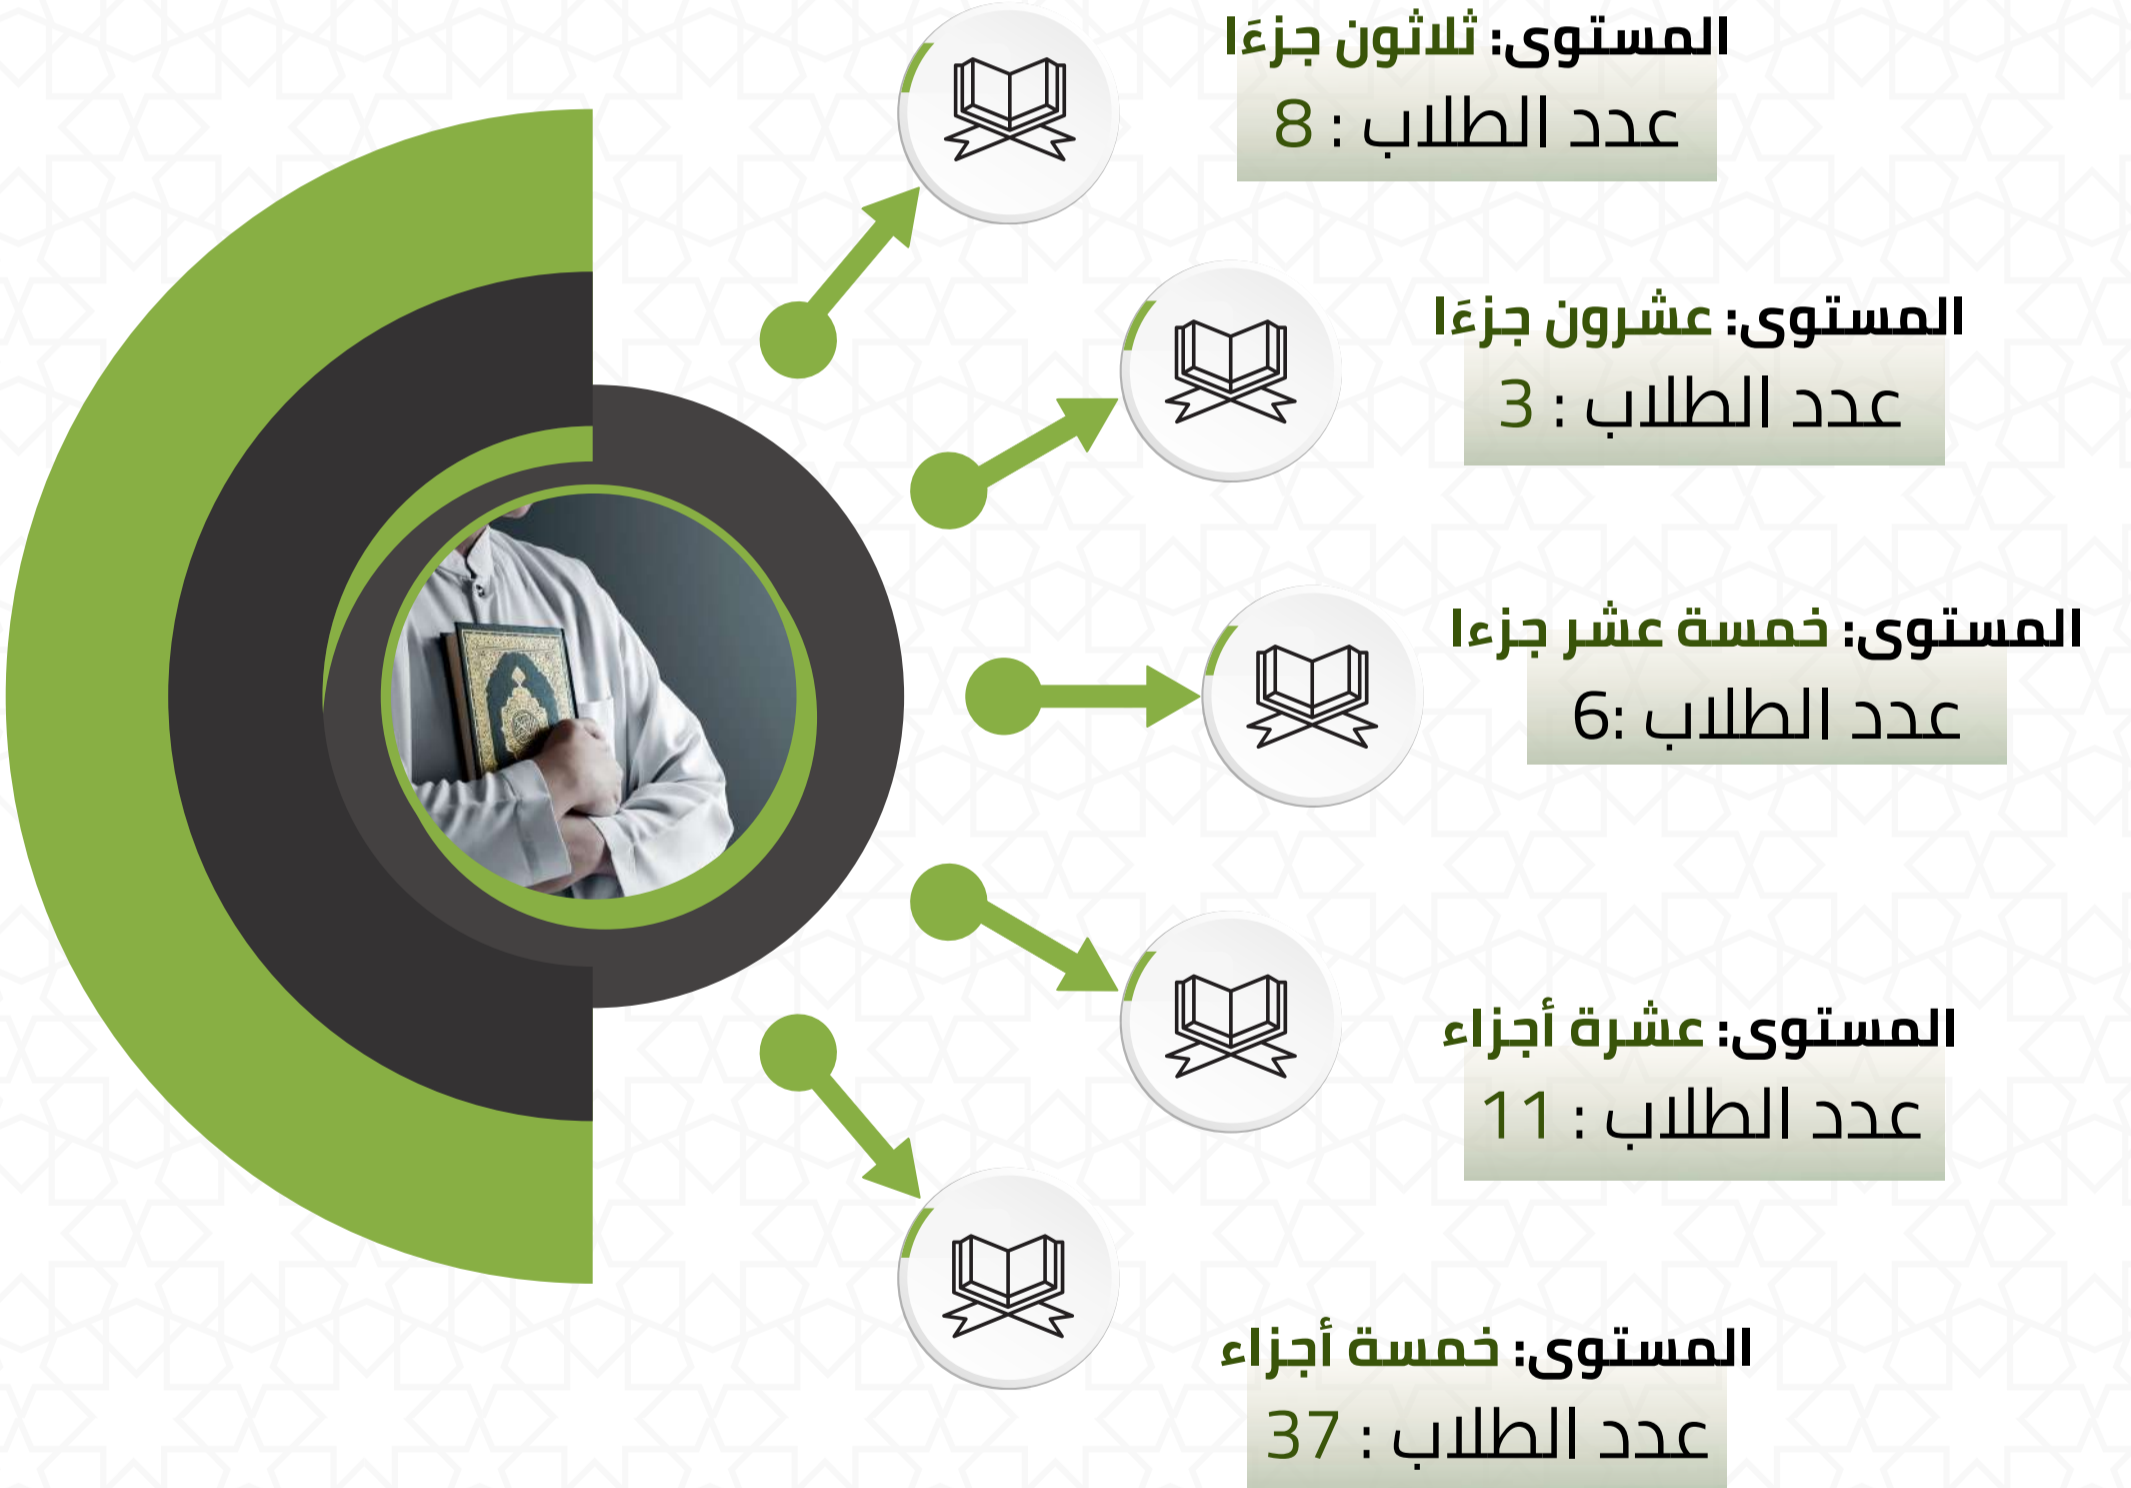 المستوى: ثلاثون جزءَا
عدد الطلاب : 8
المستوى: عشرون جزءَا
عدد الطلاب : 3
المستوى: خمسة عشر جزءا
عدد الطلاب :6
المستوى: عشرة أجزاء
عدد الطلاب : 11
المستوى: خمسة أجزاء
عدد الطلاب : 37